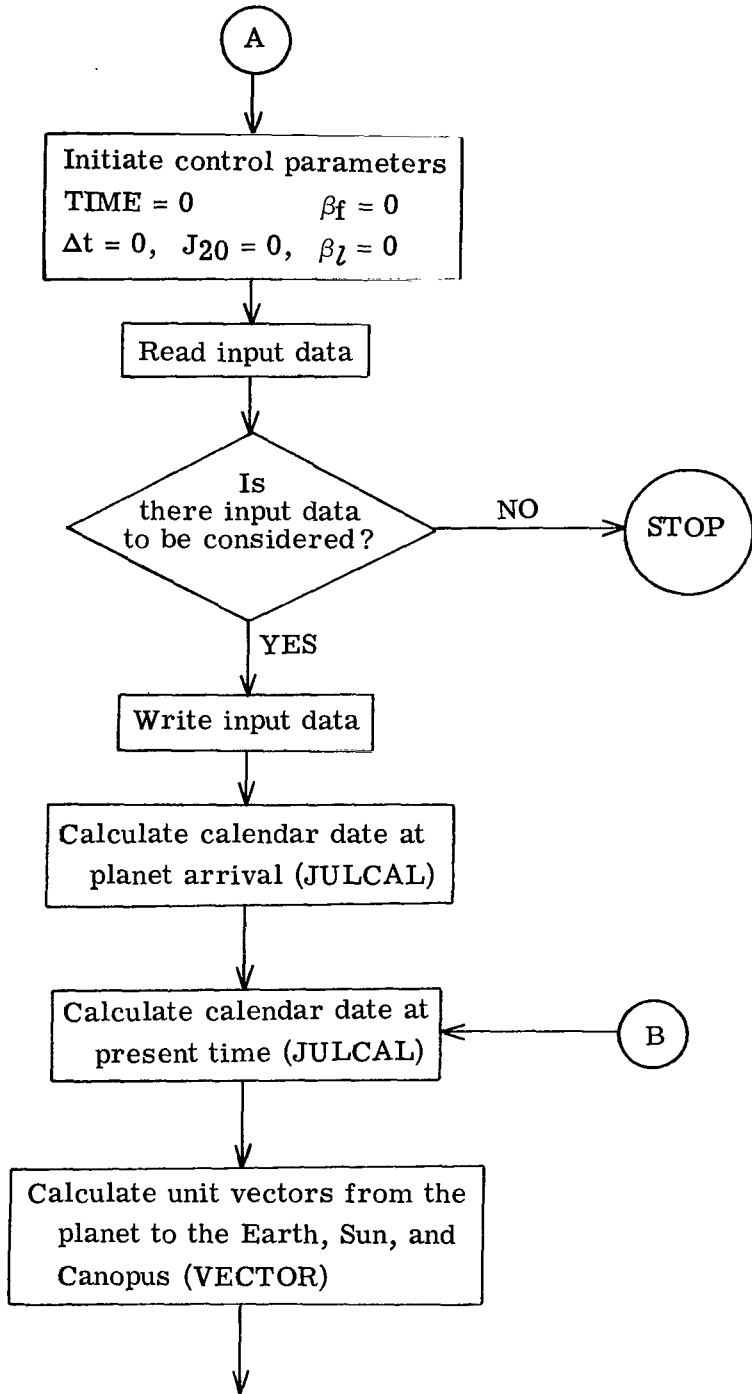 A
Initiate control parameters
TIME = 0 βf = 0
Δt = 0, J20 = 0, βl = 0
Read input data
Is
there input data
to be considered?
NO
STOP
YES
Write input data
Calculate calendar date at
planet arrival (JULCAL)
Calculate calendar date at
present time (JULCAL)
B
Calculate unit vectors from the
planet to the Earth, Sun, and
Canopus (VECTOR)